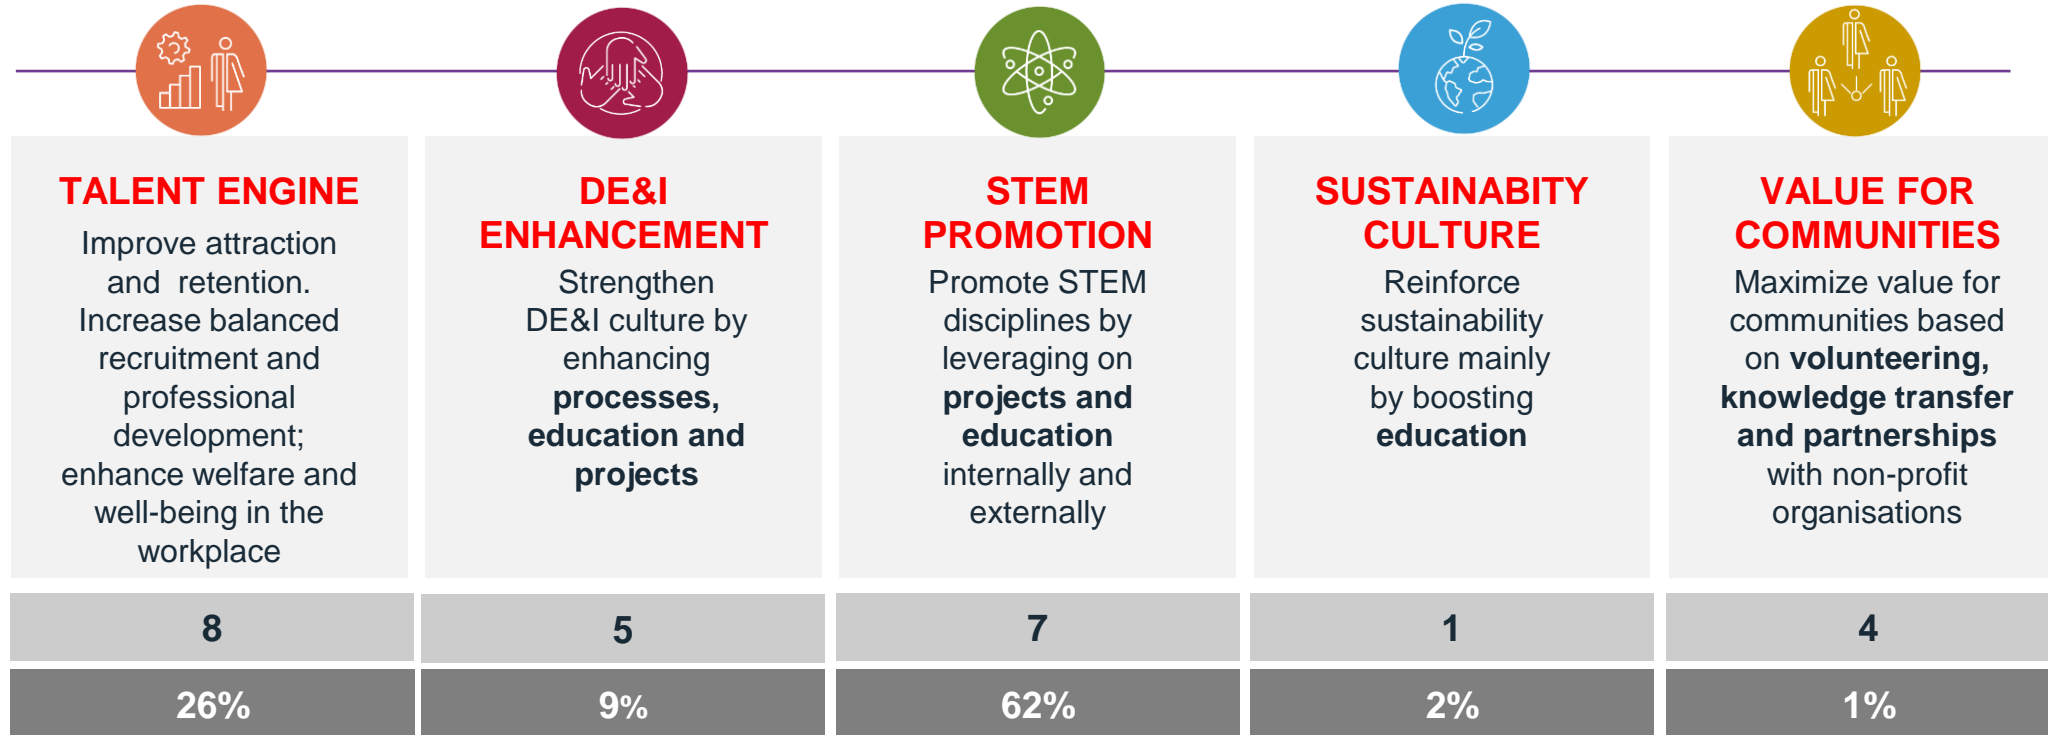 TALENT ENGINE
Improve attraction
and  retention.
Increase balanced
recruitment and
professional
development;
enhance welfare and
well-being in the
workplace
DE&I
ENHANCEMENT
Strengthen
DE&I culture by
enhancing
processes,
education and
projects
STEM
PROMOTION
Promote STEM
disciplines by
leveraging on
projects and
education
internally and
externally
SUSTAINABITY
CULTURE
Reinforce
sustainability
culture mainly
by boosting
education
VALUE FOR
COMMUNITIES
Maximize value for
communities based
on volunteering,
knowledge transfer
and partnerships
with non-profit
organisations
8
5
7
1
4
26%
9%
62%
2%
1%